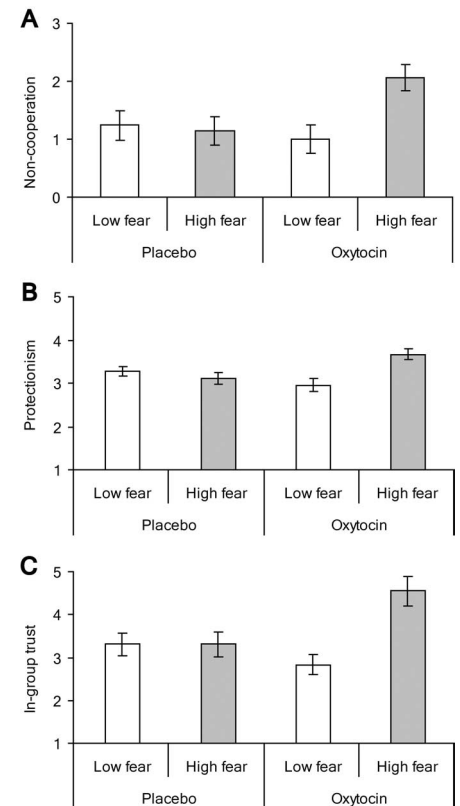 A
3
2
1
0
Non-cooperation
Low fear High fear Low fear High fear
Placebo Oxytocin
B
5
4
3
2
1
Protectionism
Low fear High fear Low fear High fear
Placebo Oxytocin
C
5
4
3
2
1
In-group trust
Low fear High fear Low fear High fear
Placebo Oxytocin